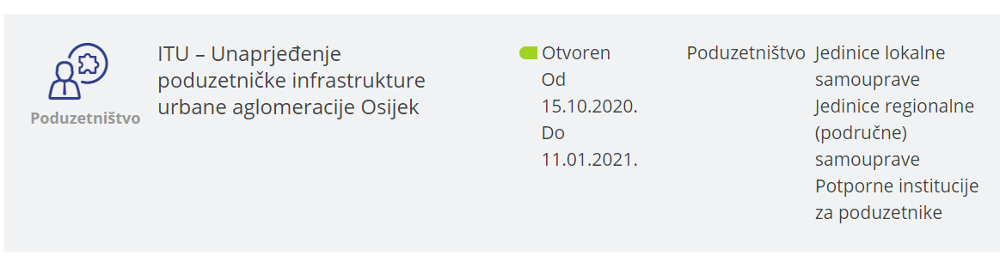 Poduzetništvo
ITU – Unaprjeđenje
poduzetničke infrastrukture
urbane aglomeracije Osijek
Otvoren
Od
15.10.2020.
Do
11.01.2021.
Poduzetništvo
Jedinice lokalne
samouprave
Jedinice regionalne
(područne)
samouprave
Potporne institucije
za poduzetnike